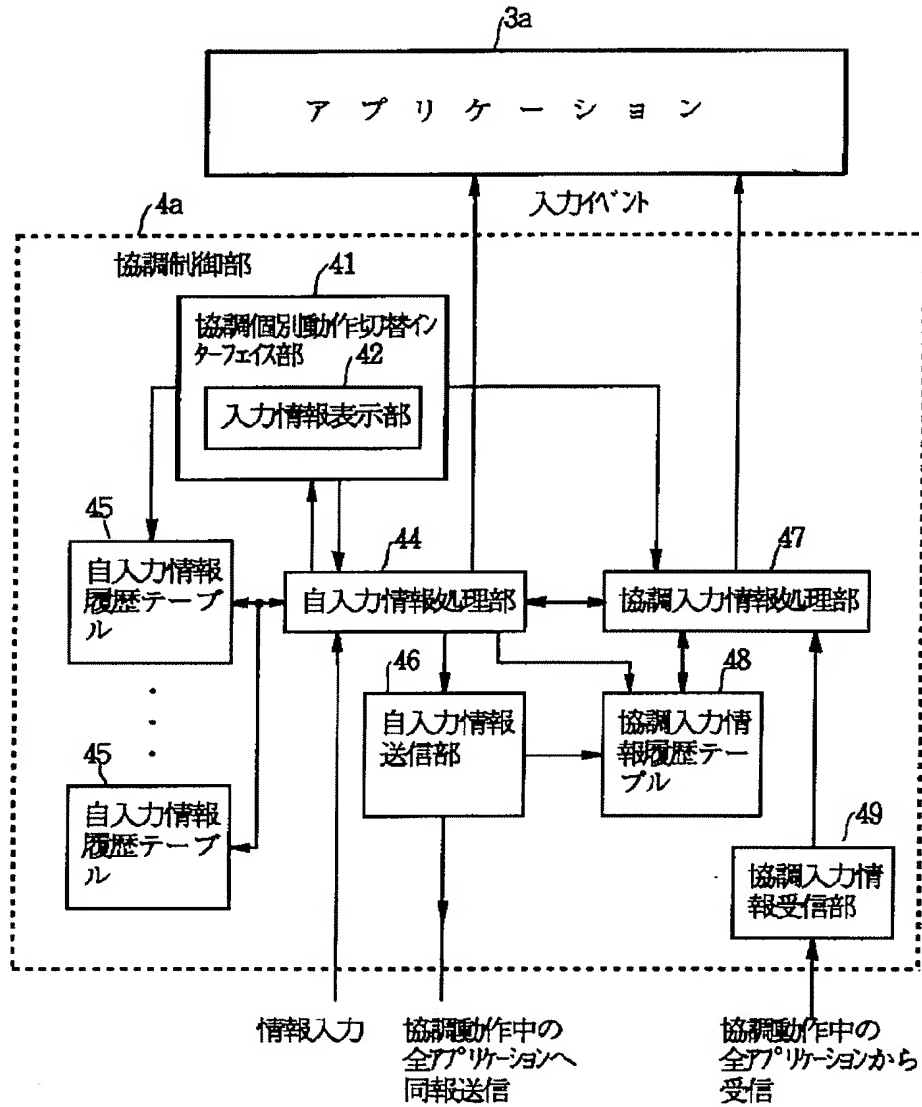 3a
アプリケーション
入力イベント
4a
協調制御部
41
協調個別動作切替イン
ターフェイス部
42
入力情報表示部
45
自入力情報
履歴テーブ
ル
44
自入力情報処理部
47
協調入力情報処理部
46
自入力情報
送信部
48
協調入力情
報履歴テー
ブル
45
自入力情報
履歴テーブ
ル
49
協調入力情
報受信部
情報入力
協調動作中の
全アプリケーションへ
同報送信
協調動作中の
全アプリケーションから
受信